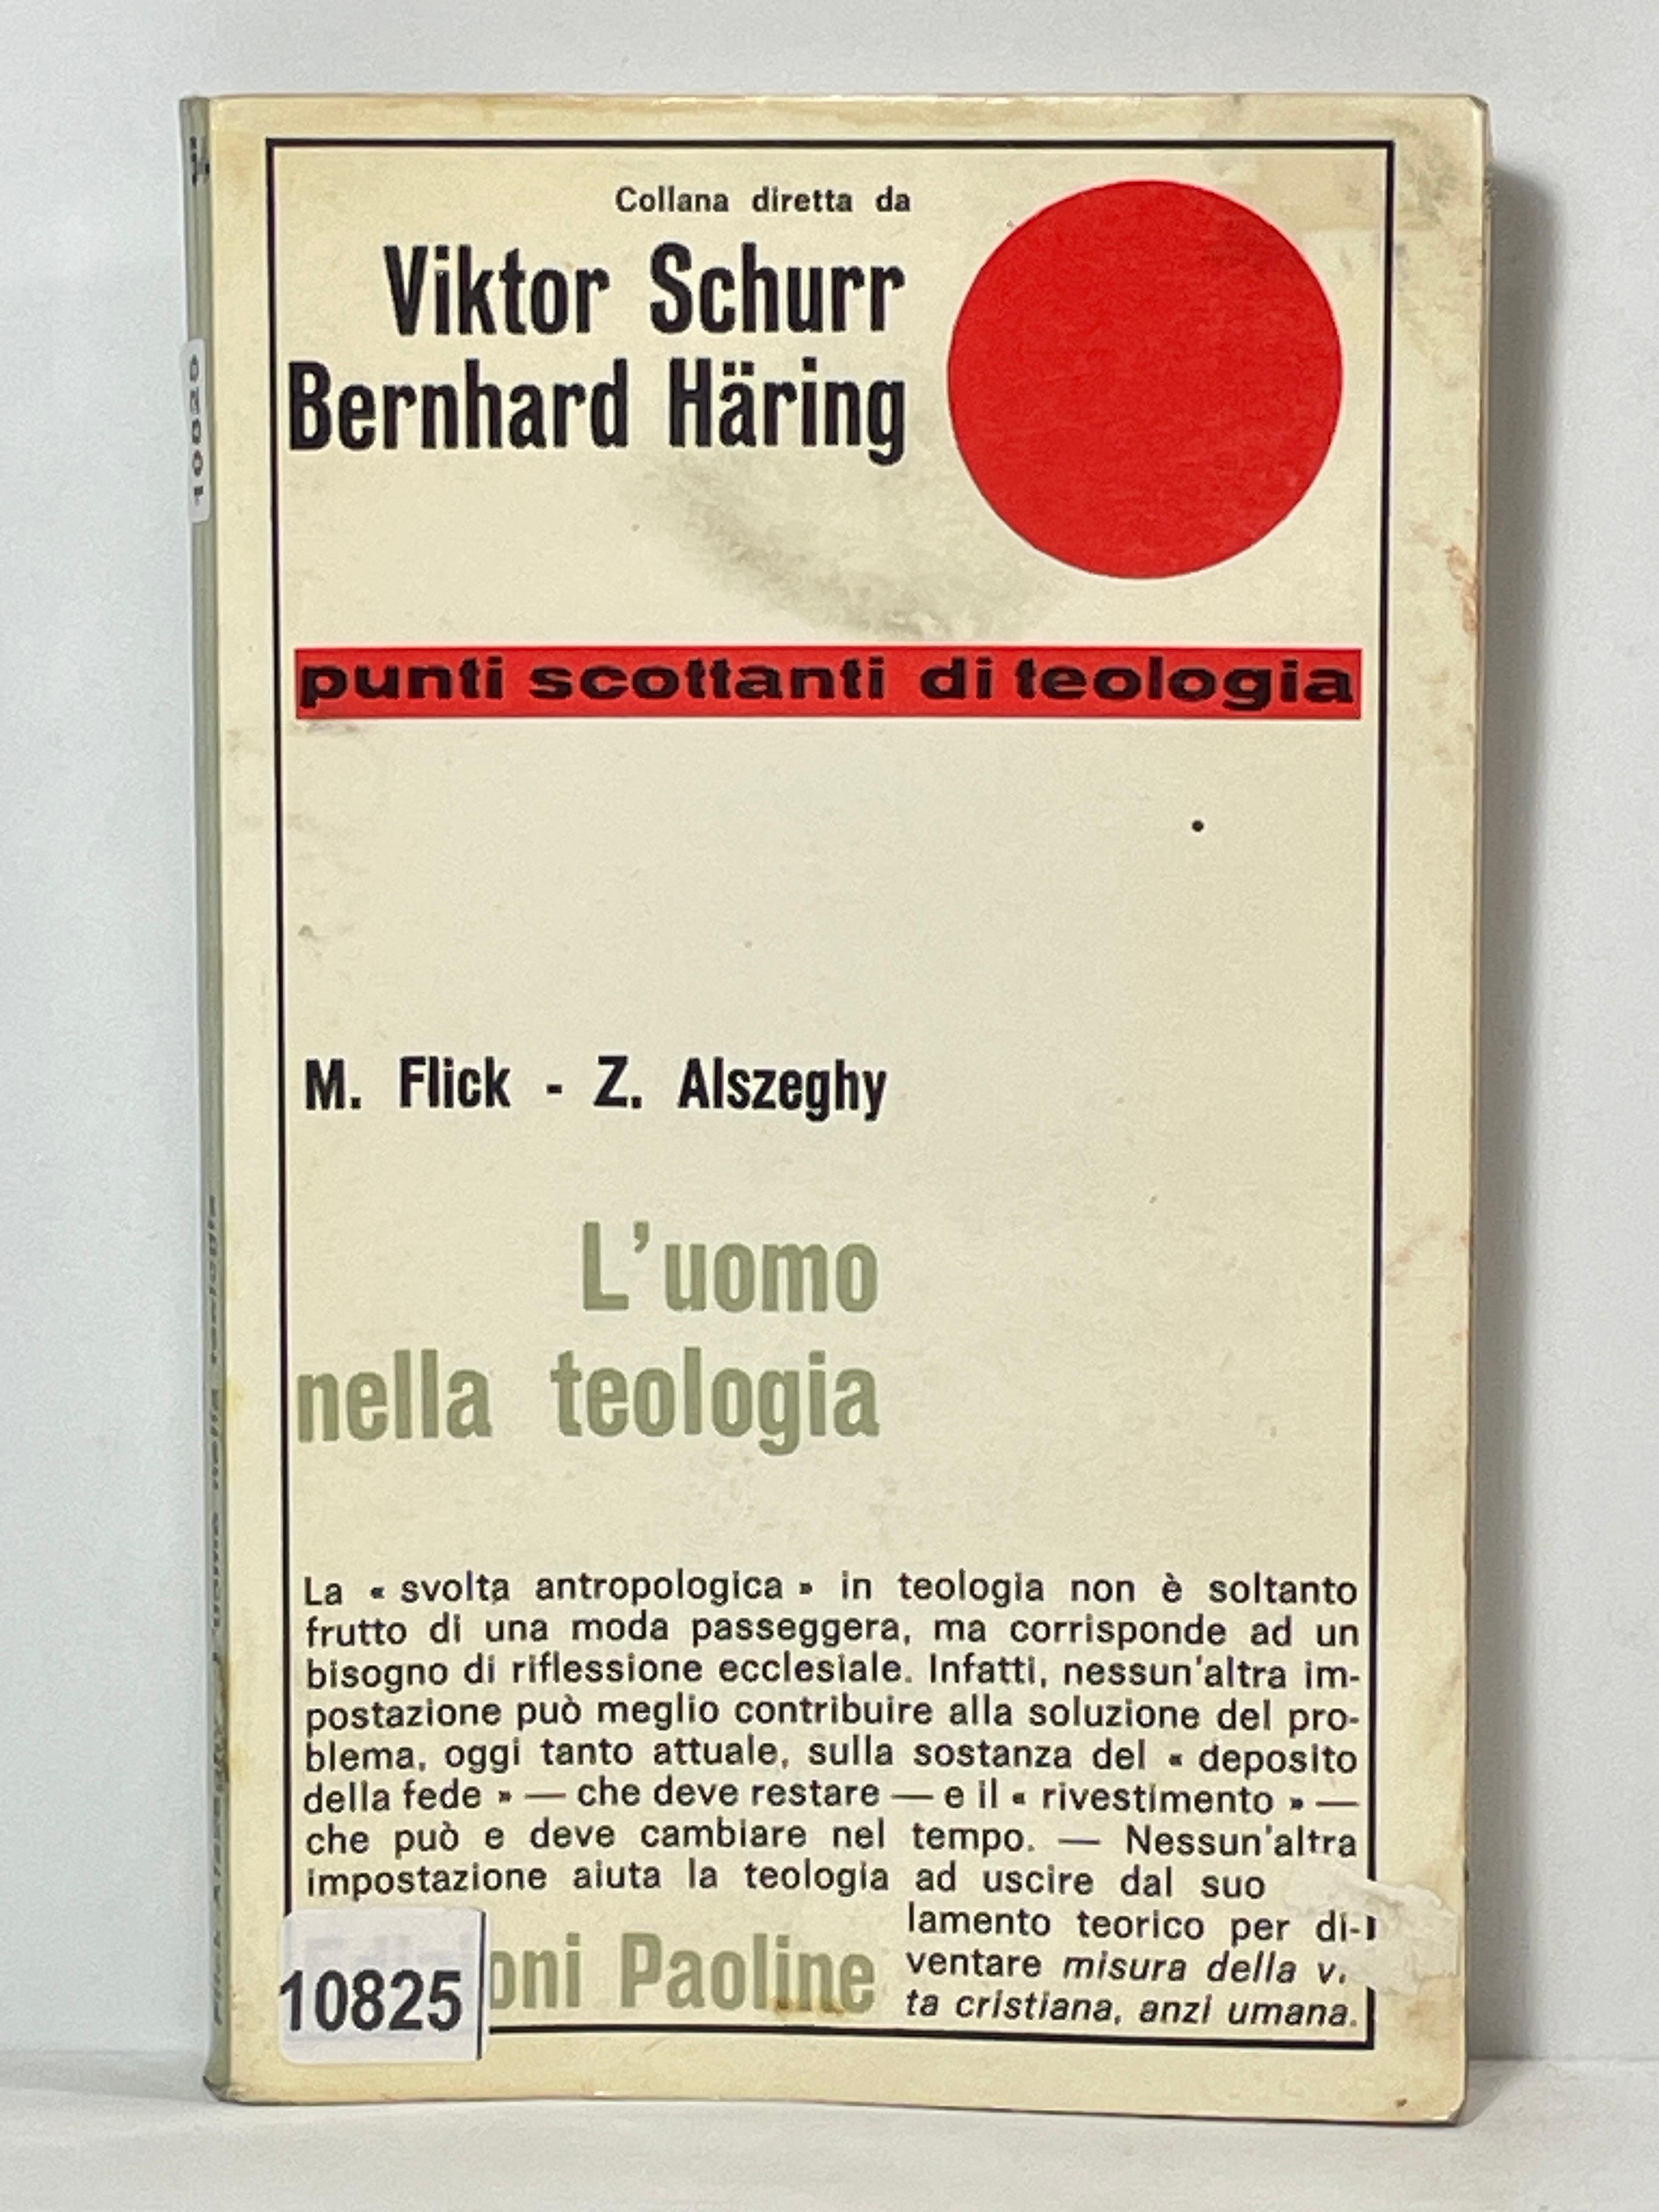 Collana diretta da
Viktor Schurr
Bernhard Häring
punti scottanti di teologia
M. Flick - Z. Alszeghy
L'uomo
nella teologia
La « svolta antropologica » in teologia non è soltanto
frutto di una moda passeggera, ma corrisponde ad un
bisogno di riflessione ecclesiale. Infatti, nessun'altra im-
postazione può meglio contribuire alla soluzione del pro-
blema, oggi tanto attuale, sulla sostanza del « deposito
della fede » — che deve restare — e il « rivestimento » —
che può e deve cambiare nel tempo. — Nessun'altra
impostazione aiuta la teologia ad uscire dal suo
lamento teorico per di-
ventare misura della v
ta cristiana, anzi umana.
oni Paoline
10825